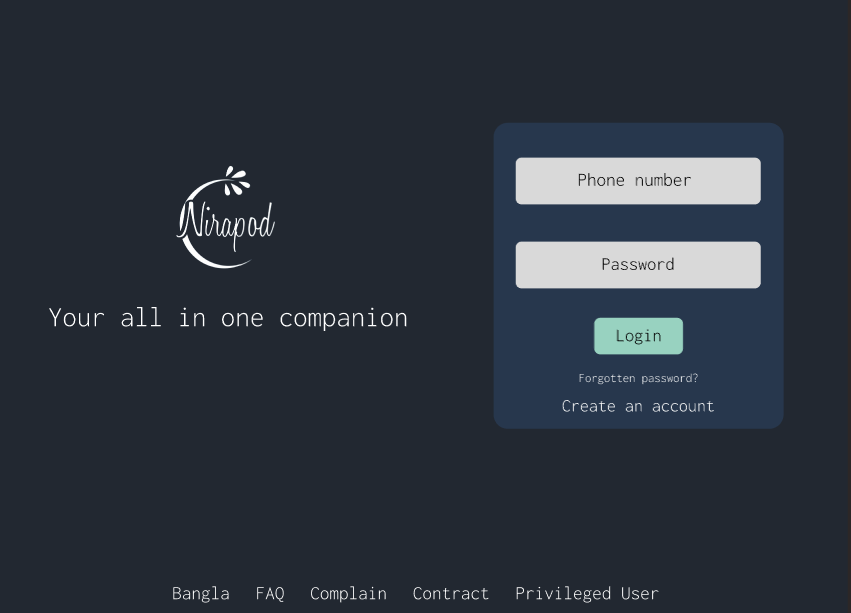 Nirapod
Your all in one companion
Phone number
Password
Login
Forgotten password?
Create an account
Bangla FAQ Complain Contract Privileged User